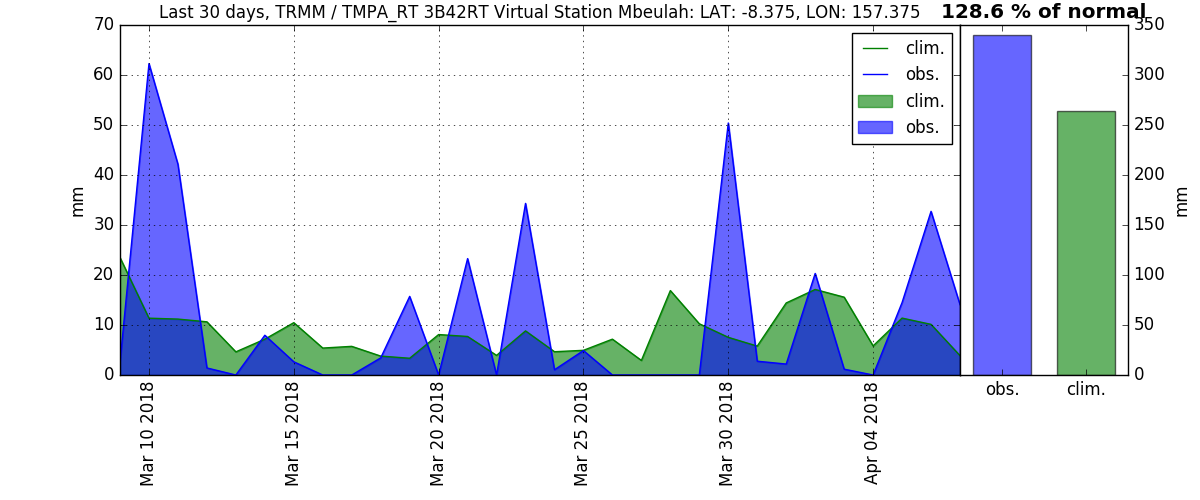 Last 30 days, TRMM / TMPA_RT 3B42RT Virtual Station Mbeulah: LAT: -8.375, LON: 157.375
128.6 % of normal
70
60
50
40
30
20
10
0
mm
clim.
obs.
clim.
obs.
Mar 10 2018
Mar 15 2018
Mar 20 2018
Mar 25 2018
Mar 30 2018
Apr 04 2018
350
300
250
200
150
100
50
0
mm
obs.
clim.